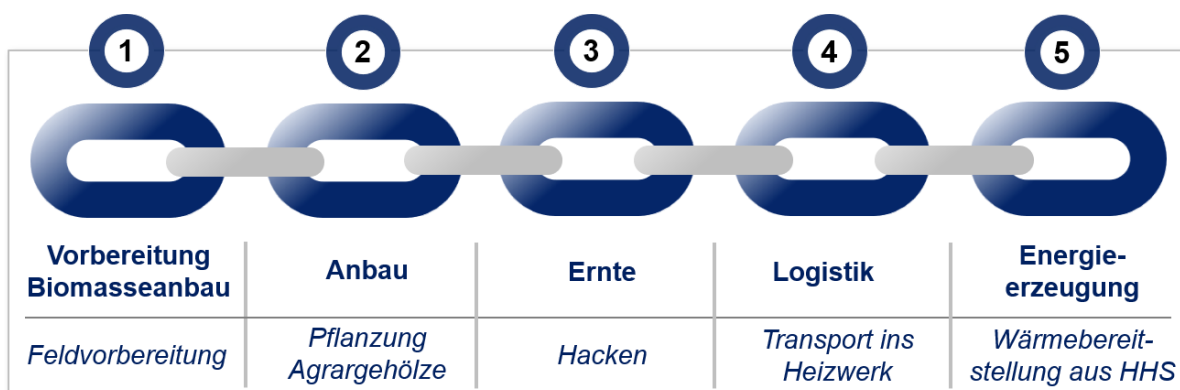 1
2
3
4
5
Vorbereitung
Biomasseanbau
Anbau
Ernte
Logistik
Energie-
erzeugung
Feldvorbereitung
Pflanzung
Agrargehölze
Hacken
Transport ins
Heizwerk
Wärmebereit-
stellung aus HHS